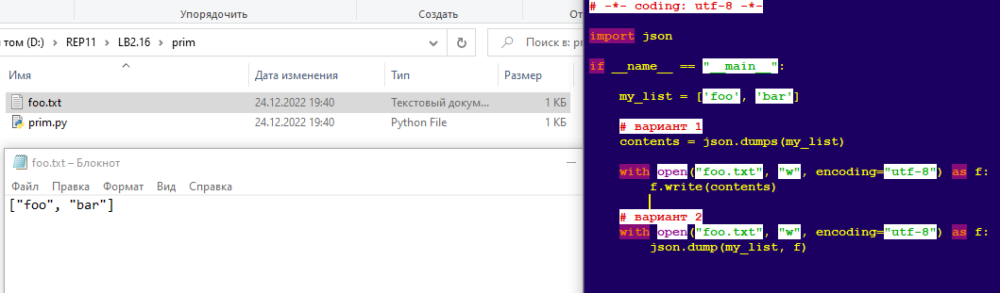 Упорядочить
Создать
От
том (D:) > REP11 > LB2.16 > prim
Поиск в: pr
Имя
Дата изменения
Тип
Размер
foo.txt
24.12.2022 19:40
Текстовый докум...
1 КБ
prim.py
24.12.2022 19:40
Python File
1 КБ
foo.txt – Блокнот
Файл Правка Формат Вид Справка
["foo", "bar"]
# -*- coding: utf-8 -*-
import json
if __name__ == "__main__":
my_list = ['foo', 'bar']
# вариант 1
contents = json.dumps(my_list)
with open("foo.txt", "w", encoding="utf-8") as f:
f.write(contents)
# вариант 2
with open("foo.txt", "w", encoding="utf-8") as f:
json.dump(my_list, f)